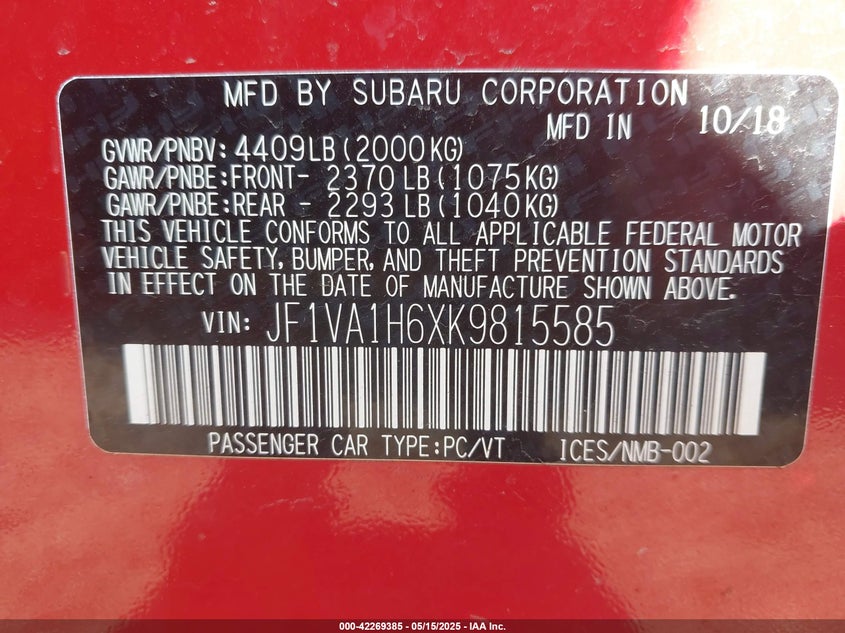 MFD BY SUBARU CORPORATION
MFD IN 10/18
GVWR/PNBV: 4409LB(2000KG)
GAWR/PNBE:FRONT- 2370 LB(1075KG)
GAWR/PNBE:REAR - 2293 LB(1040KG)
THIS VEHICLE CONFORMS TO ALL APPLICABLE FEDERAL MOTOR
VEHICLE SAFETY, BUMPER, AND THEFT PREVENTION STANDARDS
IN EFFECT ON THE DATE OF MANUFACTURE SHOWN ABOVE.
VIN: JF1VA1H6XK9815585
PASSENGER CAR TYPE:PC/VT ICES/NMB-002
000-42269385 - 05/15/2025 - IAA Inc.